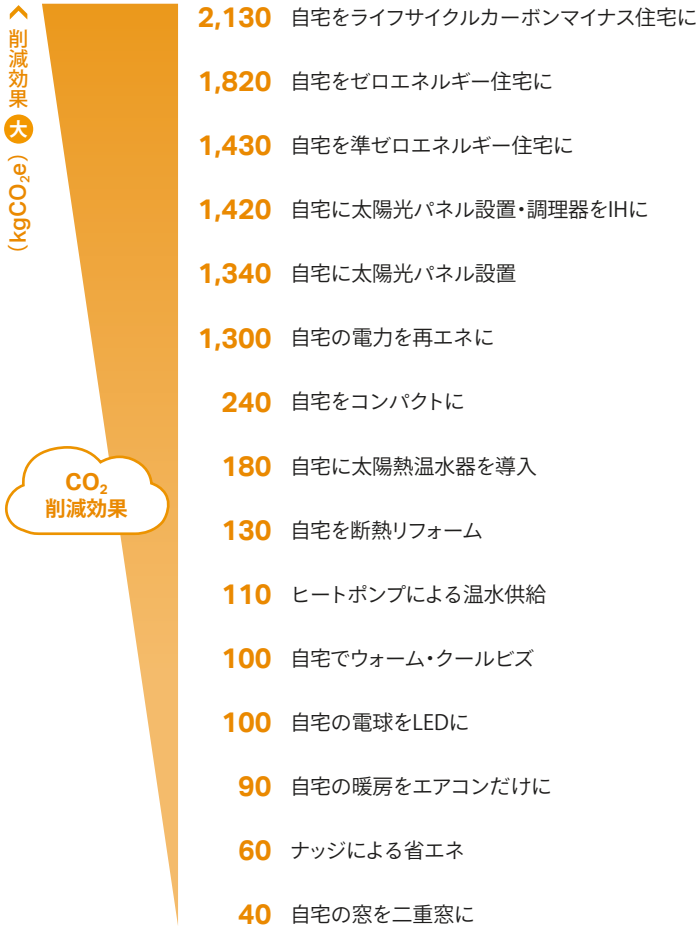 削減効果 大 (kgCO₂e)
2,130 自宅をライフサイクルカーボンマイナス住宅に
1,820 自宅をゼロエネルギー住宅に
1,430 自宅を準ゼロエネルギー住宅に
1,420 自宅に太陽光パネル設置・調理器をIHに
1,340 自宅に太陽光パネル設置
1,300 自宅の電力を再エネに
240 自宅をコンパクトに
180 自宅に太陽熱温水器を導入
CO₂
削減効果
130 自宅を断熱リフォーム
110 ヒートポンプによる温水供給
100 自宅でウォーム・クールビズ
100 自宅の電球をLEDに
90 自宅の暖房をエアコンだけに
60 ナッジによる省エネ
40 自宅の窓を二重窓に